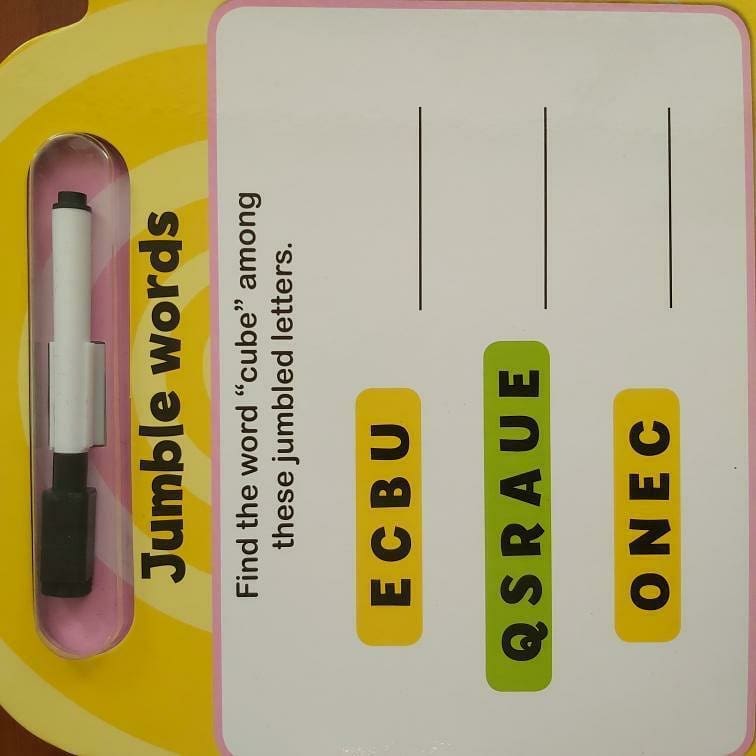 Jumble words
Find the word “cube” among
these jumbled letters.
ECBU
QSRAUE
ONEC